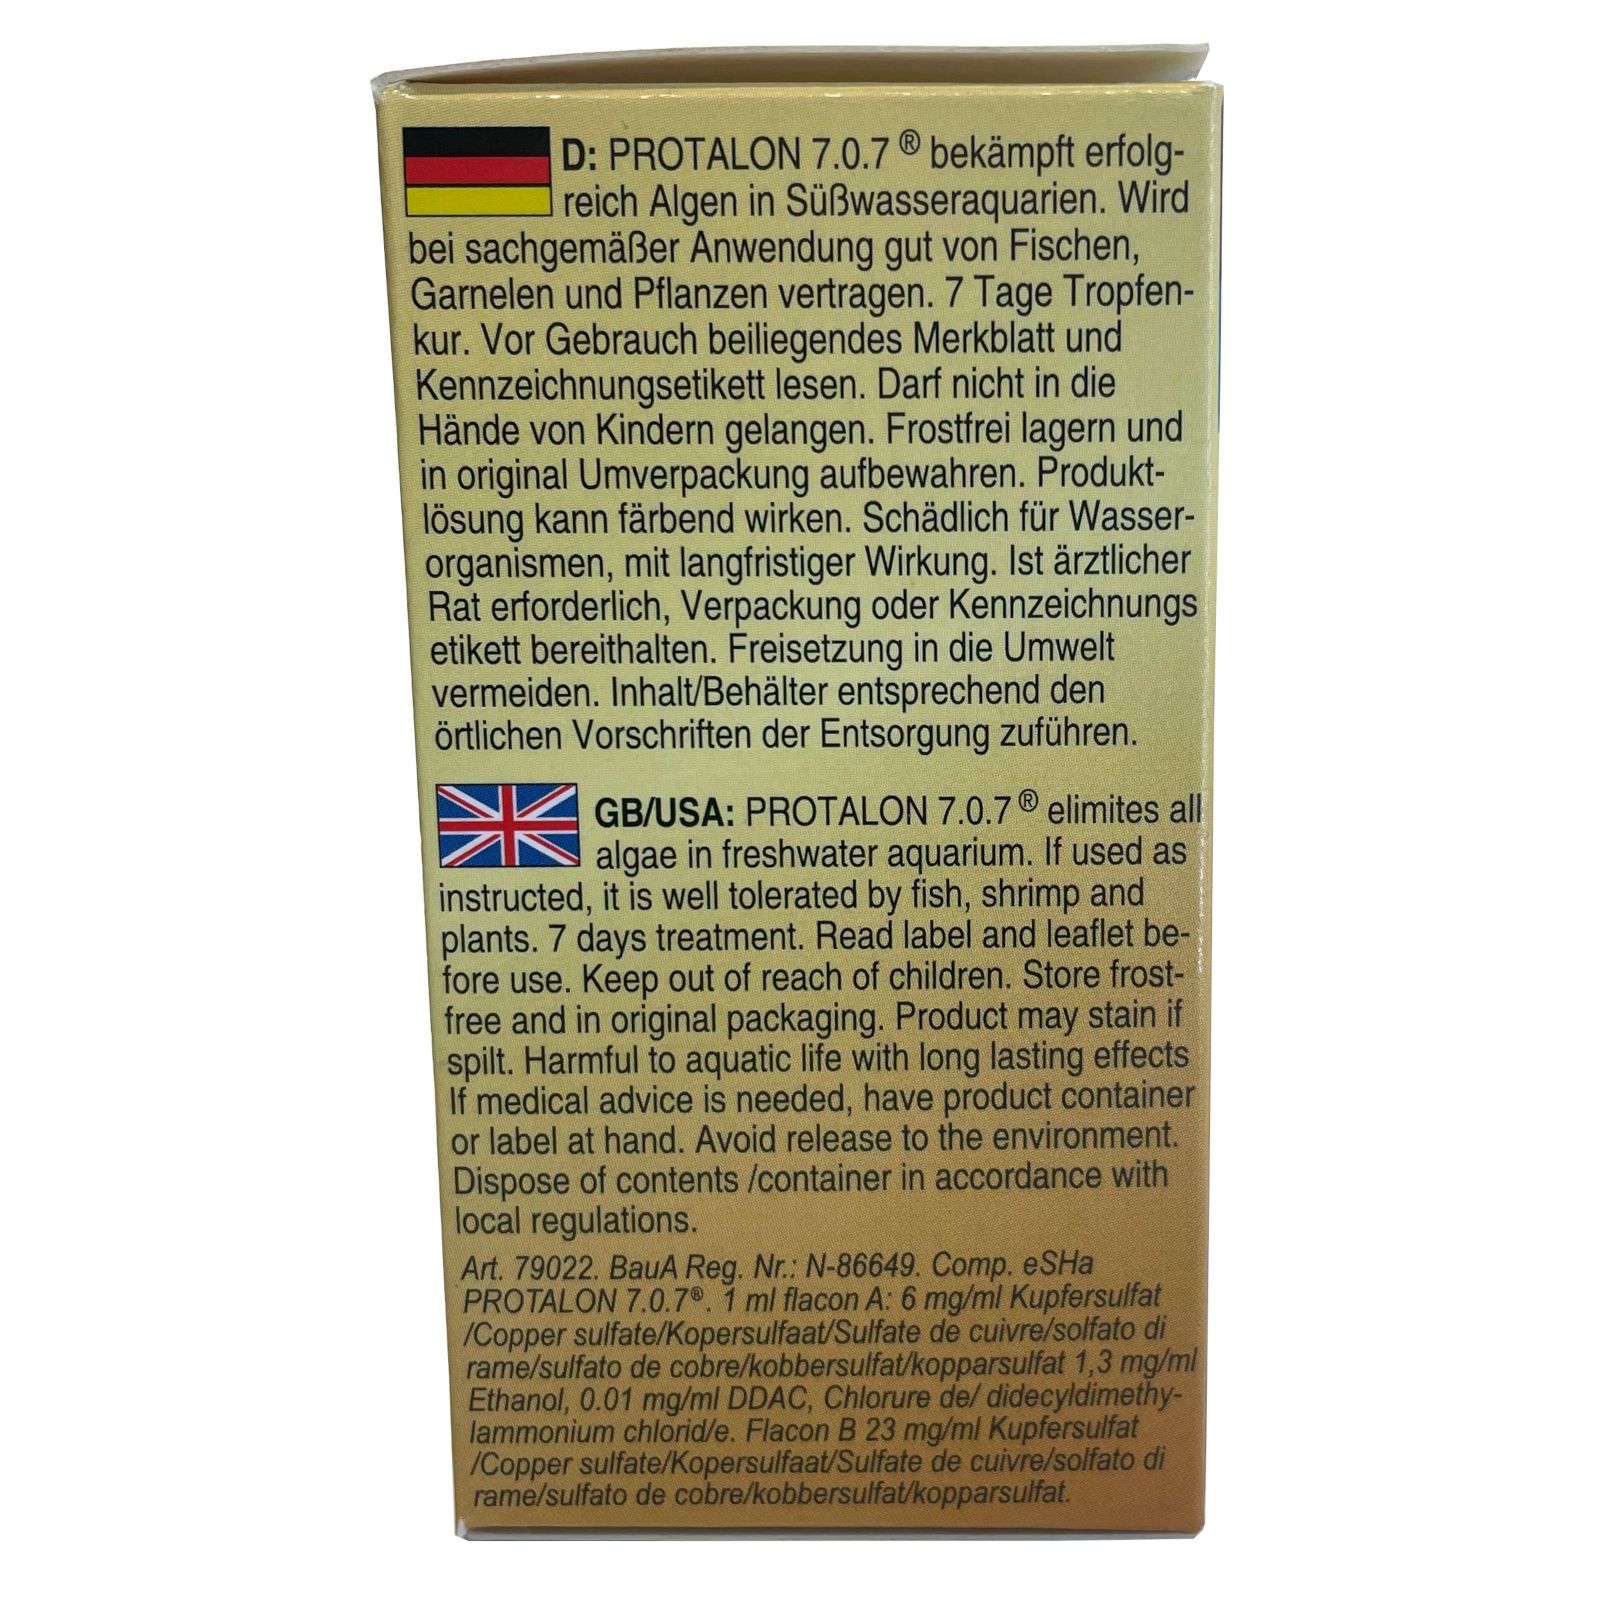 D: PROTALON 7.0.7 ® bekämpft erfolg-
reich Algen in Süßwasseraquarien. Wird
bei sachgemäßer Anwendung gut von Fischen,
Garnelen und Pflanzen vertragen. 7 Tage Tropfen-
kur. Vor Gebrauch beiliegendes Merkblatt und
Kennzeichnungsetikett lesen. Darf nicht in die
Hände von Kindern gelangen. Frostfrei lagern und
in original Umverpackung aufbewahren. Produkt-
lösung kann färbend wirken. Schädlich für Wasser-
organismen, mit langfristiger Wirkung. Ist ärztlicher
Rat erforderlich, Verpackung oder Kennzeichnungs
etikett bereithalten. Freisetzung in die Umwelt
vermeiden. Inhalt/Behälter entsprechend den
örtlichen Vorschriften der Entsorgung zuführen.
GB/USA: PROTALON 7.0.7 ® elimites all
algae in freshwater aquarium. If used as
instructed, it is well tolerated by fish, shrimp and
plants. 7 days treatment. Read label and leaflet be-
fore use. Keep out of reach of children. Store frost-
free and in original packaging. Product may stain if
spilt. Harmful to aquatic life with long lasting effects
If medical advice is needed, have product container
or label at hand. Avoid release to the environment.
Dispose of contents /container in accordance with
local regulations.
Art. 79022. BauA Reg. Nr.: N-86649. Comp. eSHa
PROTALON 7.0.7®. 1 ml flacon A: 6 mg/ml Kupfersulfat
/Copper sulfate/Kopersulfaat/Sulfate de cuivre/solfato di
rame/sulfato de cobre/kobbersulfat/kopparsulfat 1,3 mg/ml
Ethanol, 0.01 mg/ml DDAC, Chlorure de/ didecyldimethy-
lammonium chlorid/e. Flacon B 23 mg/ml Kupfersulfat
/Copper sulfate/Kopersulfaat/Sulfate de cuivre/solfato di
rame/sulfato de cobre/kobbersulfat/kopparsulfat.